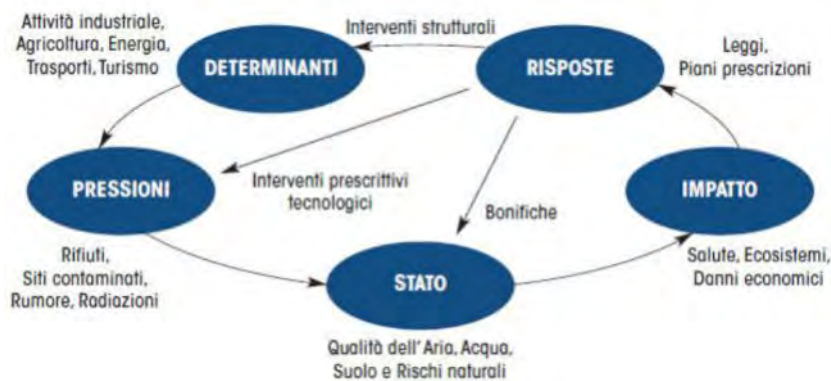 Attività industriale,
Agricoltura, Energia,
Trasporti, Turismo
DETERMINANTI
Interventi strutturali
RISPOSTE
Leggi,
Piani prescrizioni
PRESSIONI
Interventi prescrittivi
tecnologici
Bonifiche
IMPATTO
Rifiuti,
Siti contaminati,
Rumore, Radiazioni
STATO
Salute, Ecosistemi,
Danni economici
Qualità dell'Aria, Acqua,
Suolo e Rischi naturali